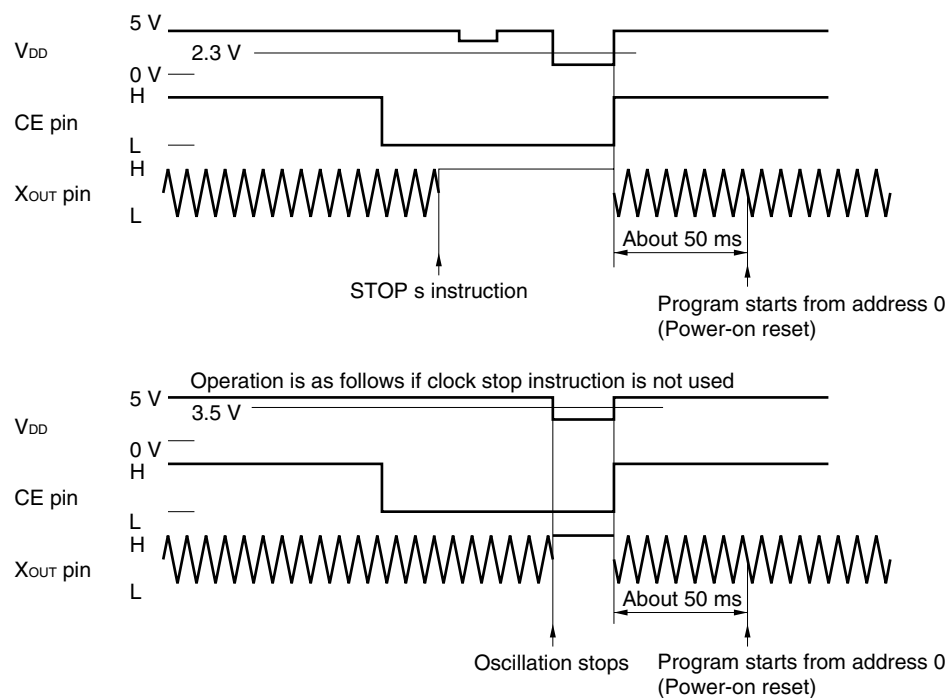 5 V
VDD
2.3 V
0 V
H
CE pin
L
H
XOUT pin
L
About 50 ms
STOP s instruction
Program starts from address 0
(Power-on reset)
Operation is as follows if clock stop instruction is not used
5 V
3.5 V
VDD
0 V
H
CE pin
L
H
XOUT pin
L
About 50 ms
Oscillation stops
Program starts from address 0
(Power-on reset)